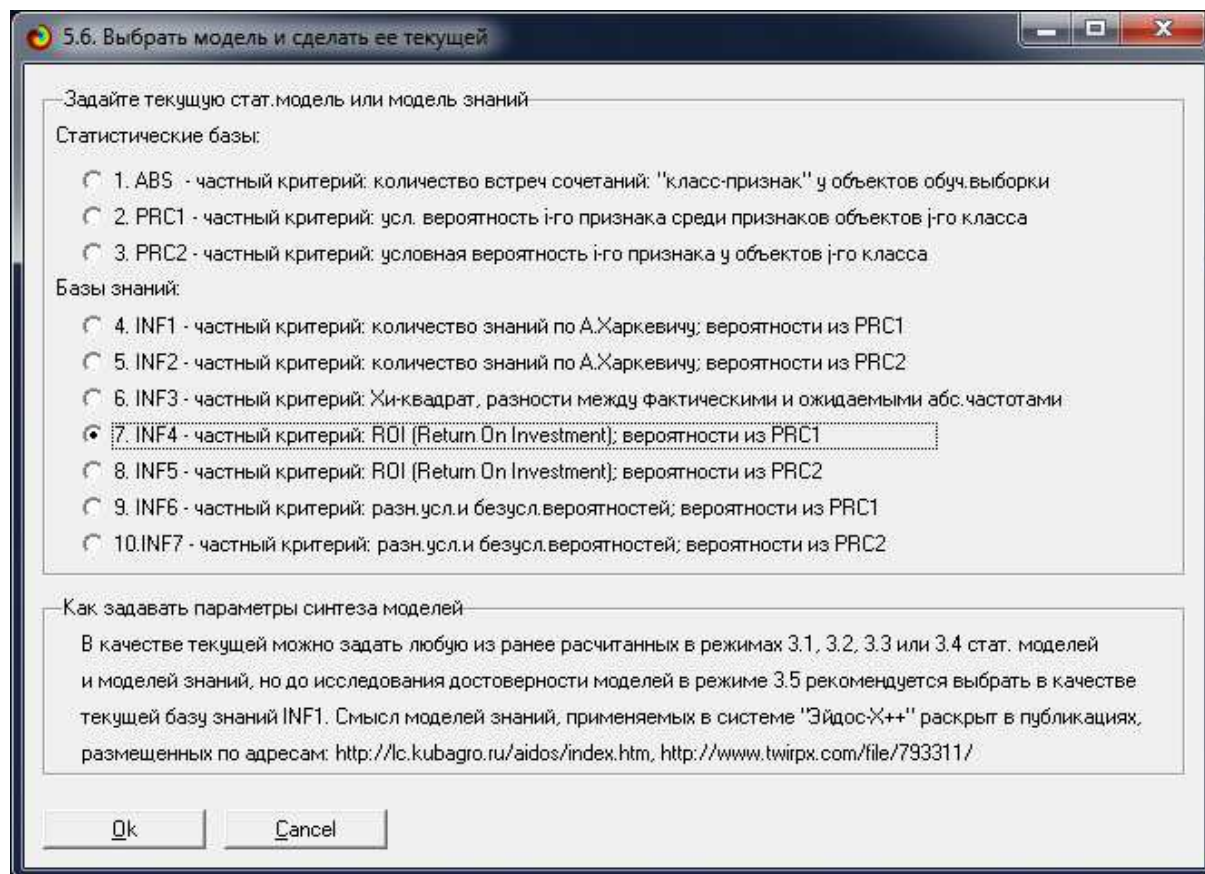 5.6. Выбрать модель и сделать ее текущей
Задайте текущую стат.модель или модель знаний
Статистические базы:
1. ABS - частный критерий: количество встреч сочетаний: "класс-признак" у объектов обуч.выборки
2. PRC1 - частный критерий: усл. вероятность i-го признака среди признаков объектов j-го класса
3. PRC2 - частный критерий: условная вероятность i-го признака у объектов j-го класса
Базы знаний:
4. INF1 - частный критерий: количество знаний по А.Харкевичу; вероятности из PRC1
5. INF2 - частный критерий: количество знаний по А.Харкевичу; вероятности из PRC2
6. INF3 - частный критерий: Хи-квадрат, разности между фактическими и ожидаемыми абс.частотами
7. INF4 - частный критерий: ROI (Return On Investment); вероятности из PRC1
8. INF5 - частный критерий: ROI (Return On Investment); вероятности из PRC2
9. INF6 - частный критерий: разн.усл.и безусл.вероятностей; вероятности из PRC1
10.INF7 - частный критерий: разн.усл.и безусл.вероятностей; вероятности из PRC2
Как задавать параметры синтеза моделей
В качестве текущей можно задать любую из ранее расчитанных в режимах 3.1, 3.2, 3.3 или 3.4 стат. моделей
и моделей знаний, но до исследования достоверности моделей в режиме 3.5 рекомендуется выбрать в качестве
текущей базу знаний INF1. Смысл моделей знаний, применяемых в системе "Эйдос-X++" раскрыт в публикациях,
размещенных по адресам: http://lc.kubagro.ru/aidos/index.htm, http://www.twirpx.com/file/793311/
Ok
Cancel